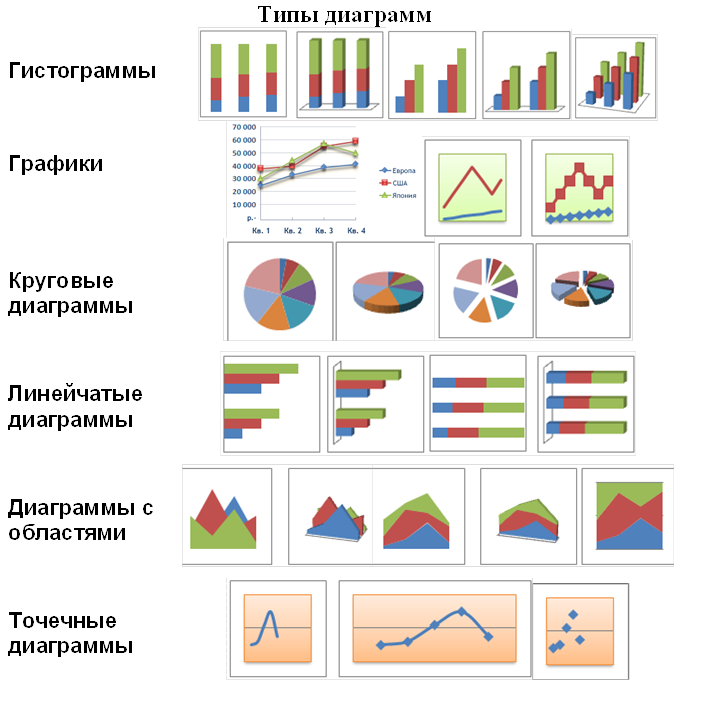 Типы диаграмм
Гистограммы
Графики
70 000
60 000
50 000
40 000
30 000
20 000
10 000
р.-
Кв. 1 Кв. 2 Кв. 3 Кв. 4
Европа
США
Япония
Круговые
диаграммы
Линейчатые
диаграммы
Диаграммы с
областями
Точечные
диаграммы